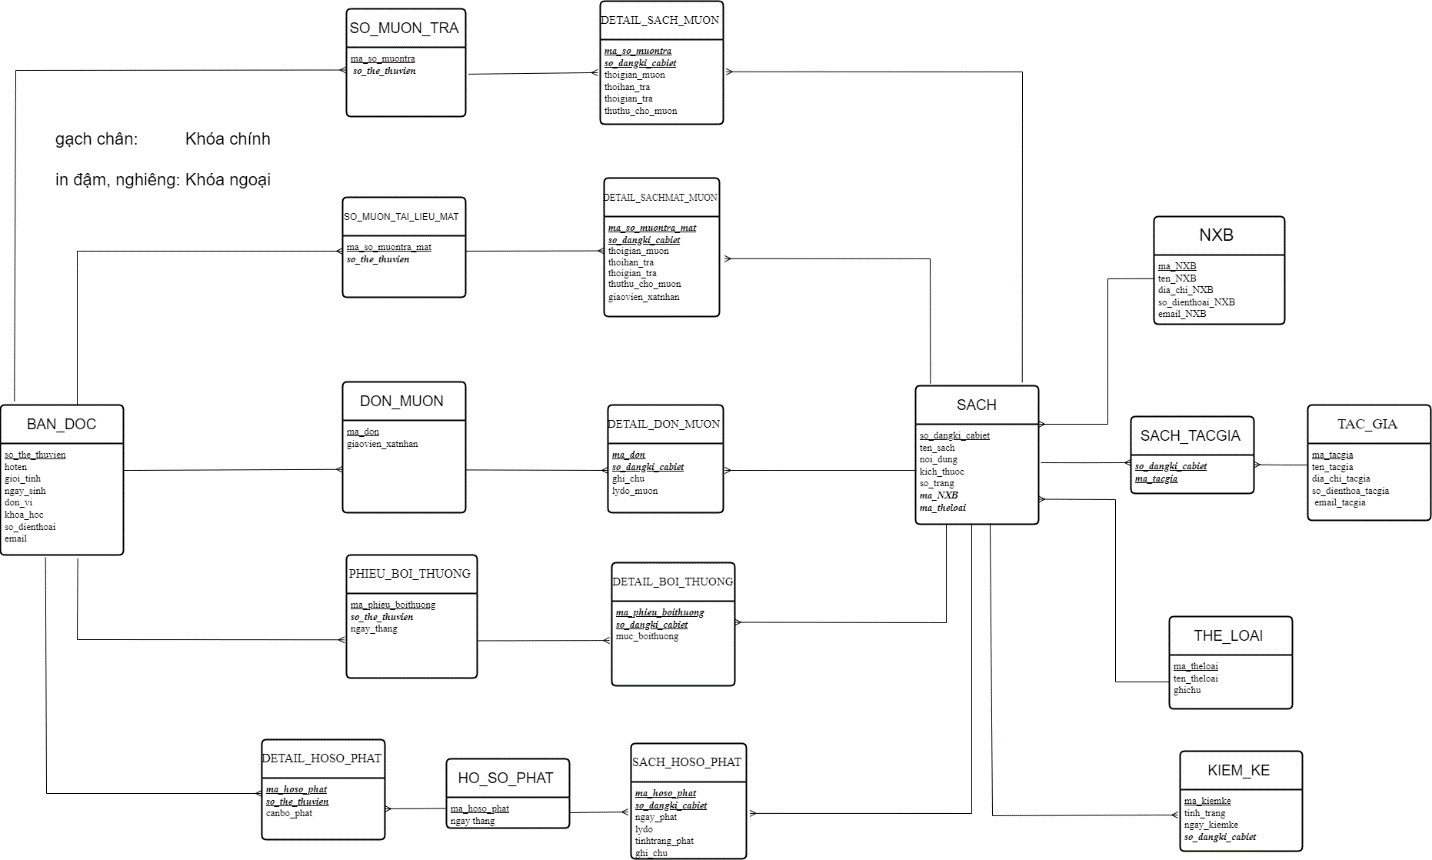 SO_MUON_TRA
ma_so_muontra
so_the_thuvien
DETAIL_SACH_MUON
ma_so_muontra
so_dangki_cabiet
thoigian_muon
thoihan_tra
thoigian_tra
thuthu_cho_muon
gạch chân: Khóa chính
in đậm, nghiêng: Khóa ngoại
SO_MUON_TAI_LIEU_MAT
ma_so_muontra_mat
so_the_thuvien
DETAIL_SACHMAT_MUON
ma_so_muontra_mat
so_dangki_cabiet
thoigian_muon
thoihan_tra
thoigian_tra
thuthu_cho_muon
giaovien_xatnhan
NXB
ma_NXB
ten_NXB
dia_chi_NXB
so_dienthoai_NXB
email_NXB
BAN_DOC
so_the_thuvien
hoten
gioi_tinh
ngay_sinh
don_vi
khoa_hoc
so_dienthoai
email
DON_MUON
ma_don
giaovien_xatnhan
DETAIL_DON_MUON
ma_don
so_dangki_cabiet
ghi_chu
lydo_muon
SACH
so_dangki_cabiet
ten_sach
noi_dung
kich_thuoc
so_trang
ma_NXB
ma_theloai
SACH_TACGIA
so_dangki_cabiet
ma_tacgia
TAC_GIA
ma_tacgia
ten_tacgia
dia_chi_tacgia
so_dienthoa_tacgia
email_tacgia
PHIEU_BOI_THUONG
ma_phieu_boithuong
so_the_thuvien
ngay_thang
DETAIL_BOI_THUONG
ma_phieu_boithuong
so_dangki_cabiet
muc_boithuong
THE_LOAI
ma_theloai
ten_theloai
ghichu
DETAIL_HOSO_PHAT
ma_hoso_phat
so_the_thuvien
canbo_phat
HO_SO_PHAT
ma_hoso_phat
ngay thang
SACH_HOSO_PHAT
ma_hoso_phat
so_dangki_cabiet
ngay_phat
lydo
tinhtrang_phat
ghi_chu
KIEM_KE
ma_kiemke
tinh_trang
ngay_kiemke
so_dangki_cabiet